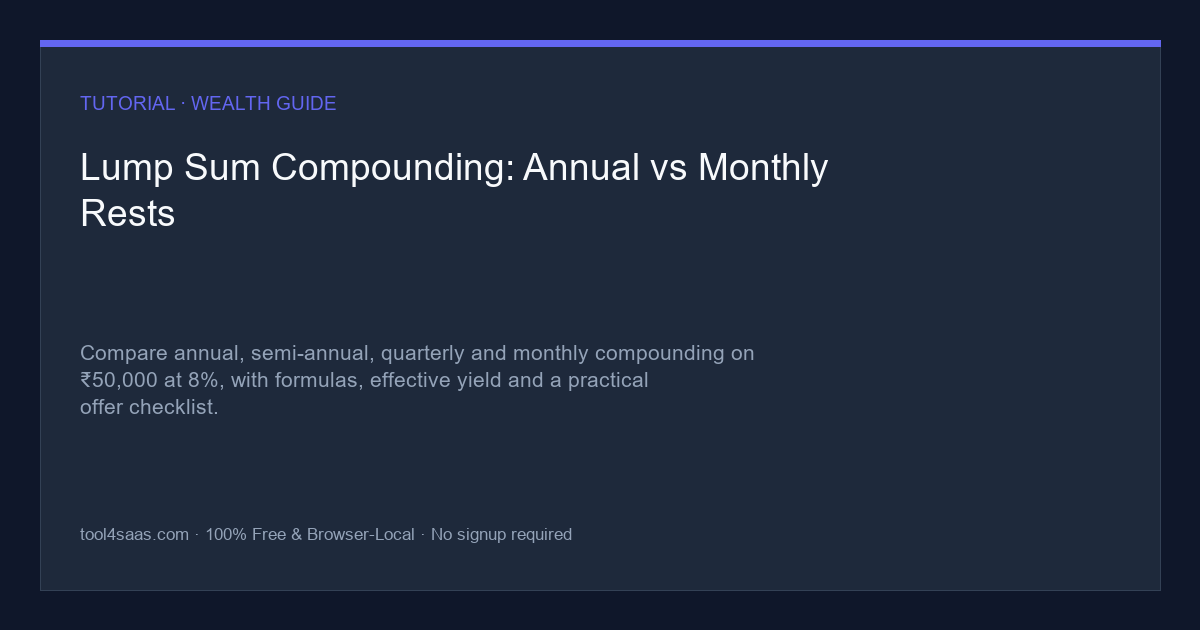 TUTORIAL · WEALTH GUIDE
Lump Sum Compounding: Annual vs Monthly
Rests
Compare annual, semi-annual, quarterly and monthly compounding on
₹50,000 at 8%, with formulas, effective yield and a practical
offer checklist.
tool4saas.com · 100% Free & Browser-Local · No signup required